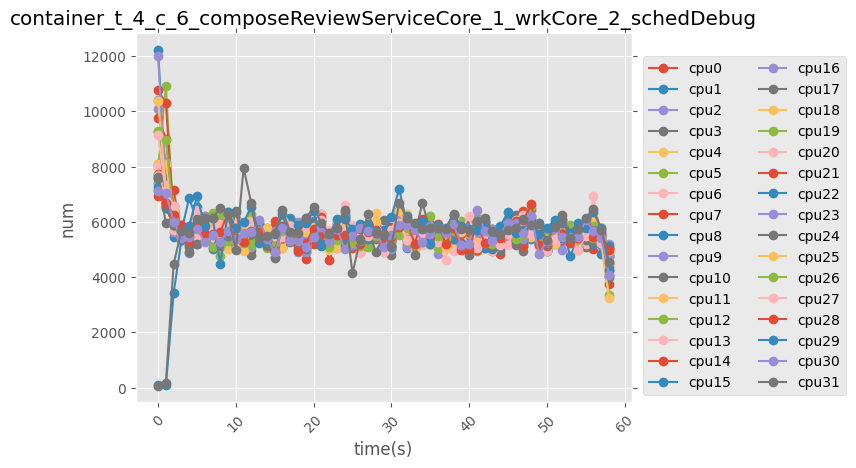 container_t_4_c_6_composeReviewServiceCore_1_wrkCore_2_schedDebug
num
12000
10000
8000
6000
4000
2000
0
0
10
20
30
40
50
60
time(s)
cpu0
cpu1
cpu2
cpu3
cpu4
cpu5
cpu6
cpu7
cpu8
cpu9
cpu10
cpu11
cpu12
cpu13
cpu14
cpu15
cpu16
cpu17
cpu18
cpu19
cpu20
cpu21
cpu22
cpu23
cpu24
cpu25
cpu26
cpu27
cpu28
cpu29
cpu30
cpu31